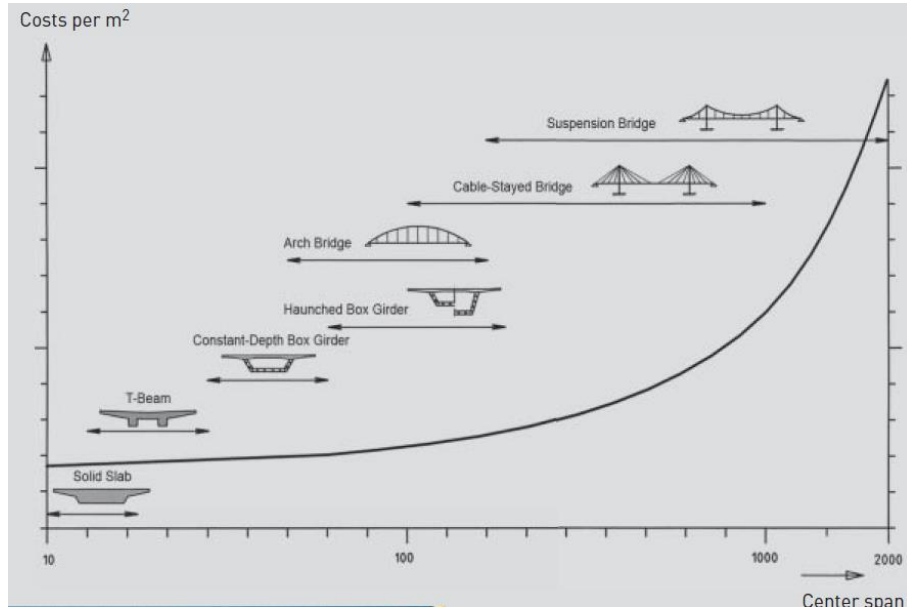 Costs per m²
Suspension Bridge
Cable-Stayed Bridge
Arch Bridge
Haunched Box Girder
Constant-Depth Box Girder
T-Beam
Solid Slab
10 100 1000 2000
Center span